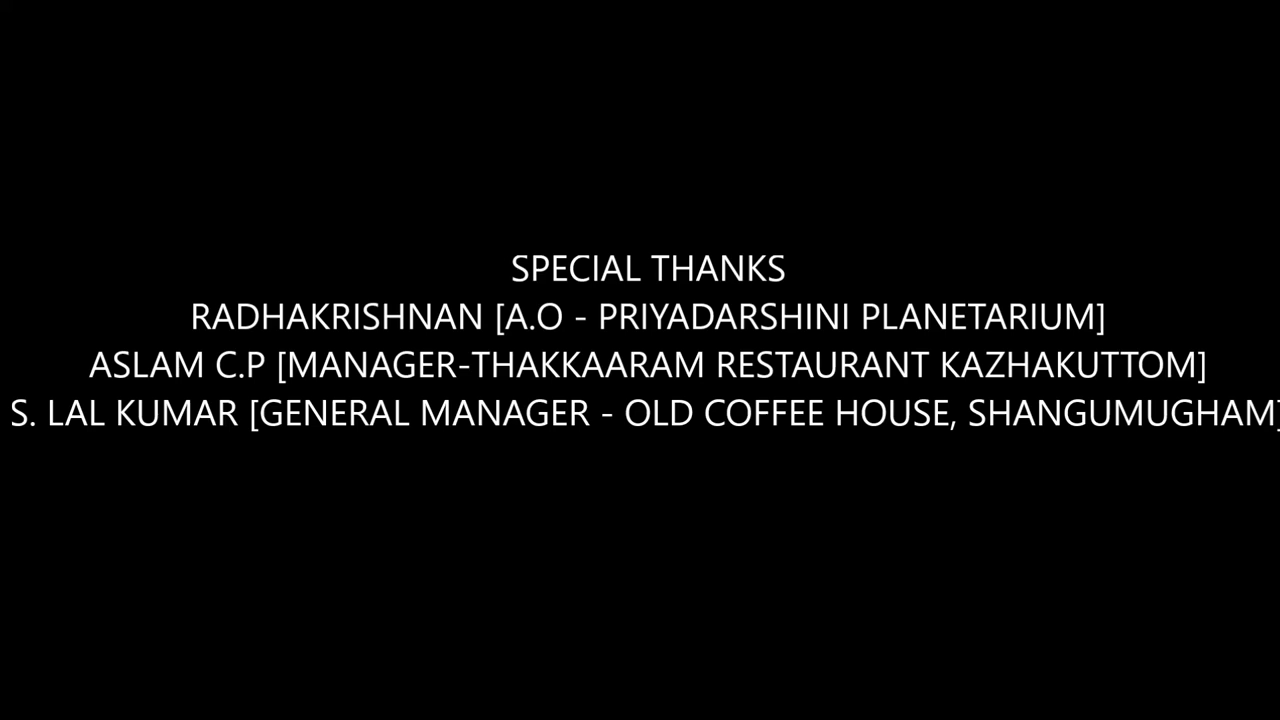 SPECIAL THANKS
RADHAKRISHNAN [A.O - PRIYADARSHINI PLANETARIUM]
ASLAM C.P [MANAGER-THAKKAARAM RESTAURANT KAZHAKUTTOM]
S. LAL KUMAR [GENERAL MANAGER - OLD COFFEE HOUSE, SHANGUMUGHAM]